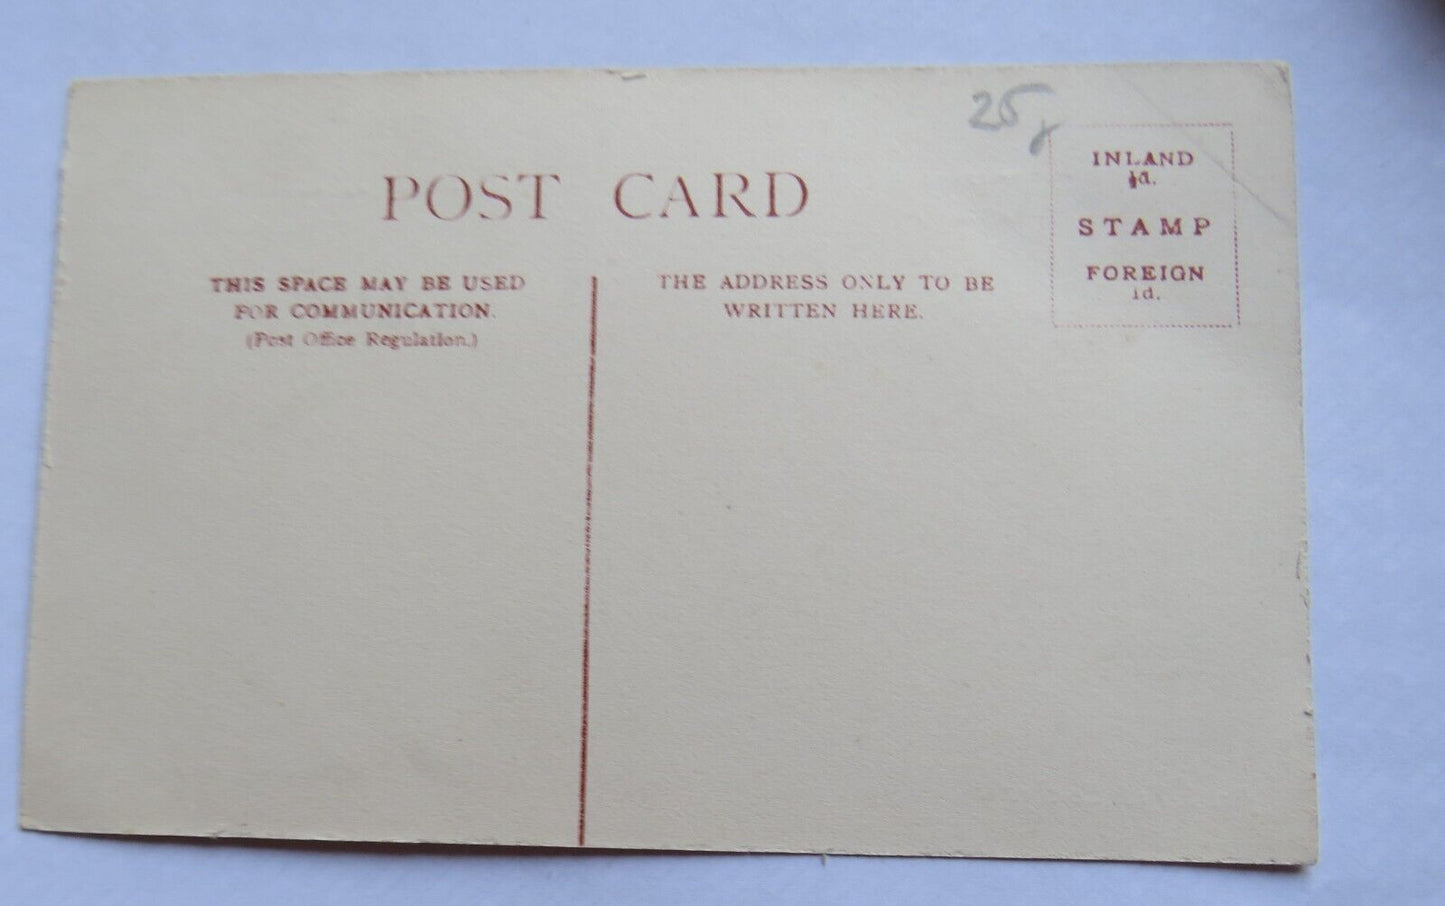 25
POST CARD
INLAND
½d.
STAMP
FOREIGN
1d.
THIS SPACE MAY BE USED
FOR COMMUNICATION.
(Post Office Regulation.)
THE ADDRESS ONLY TO BE
WRITTEN HERE.